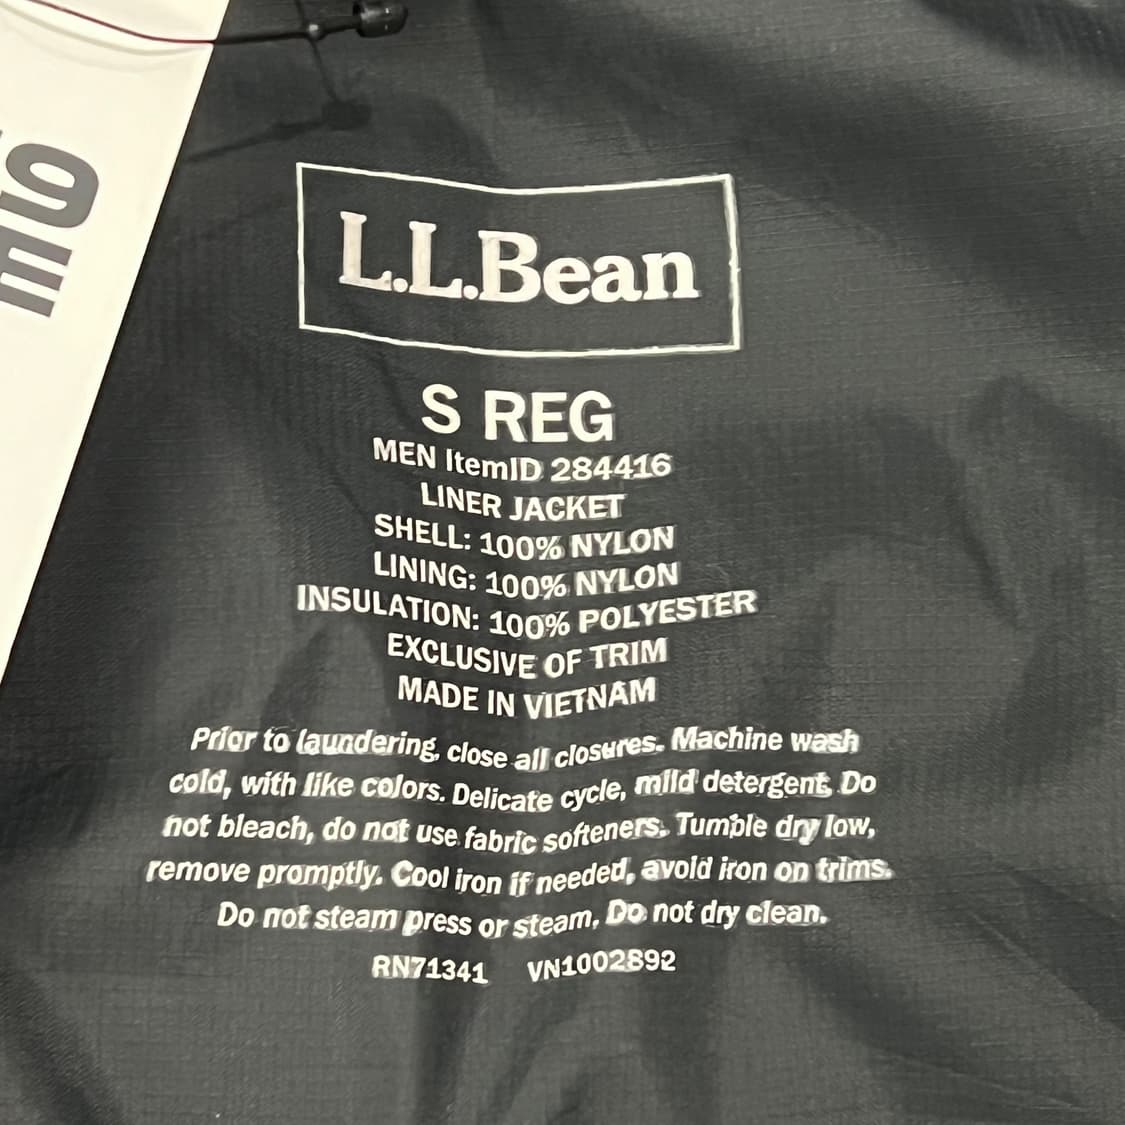 L.L.Bean
S REG
MEN ItemID 284416
LINER JACKET
SHELL: 100% NYLON
LINING: 100% NYLON
INSULATION: 100% POLYESTER
EXCLUSIVE OF TRIM
MADE IN VIETNAM
Prior to laundering, close all closures. Machine wash
cold, with like colors. Delicate cycle, mild detergent. Do
not bleach, do not use fabric softeners. Tumble dry low,
remove promptly. Cool iron if needed, avoid iron on trims.
Do not steam press or steam. Do not dry clean.
RN71341 VN1002892